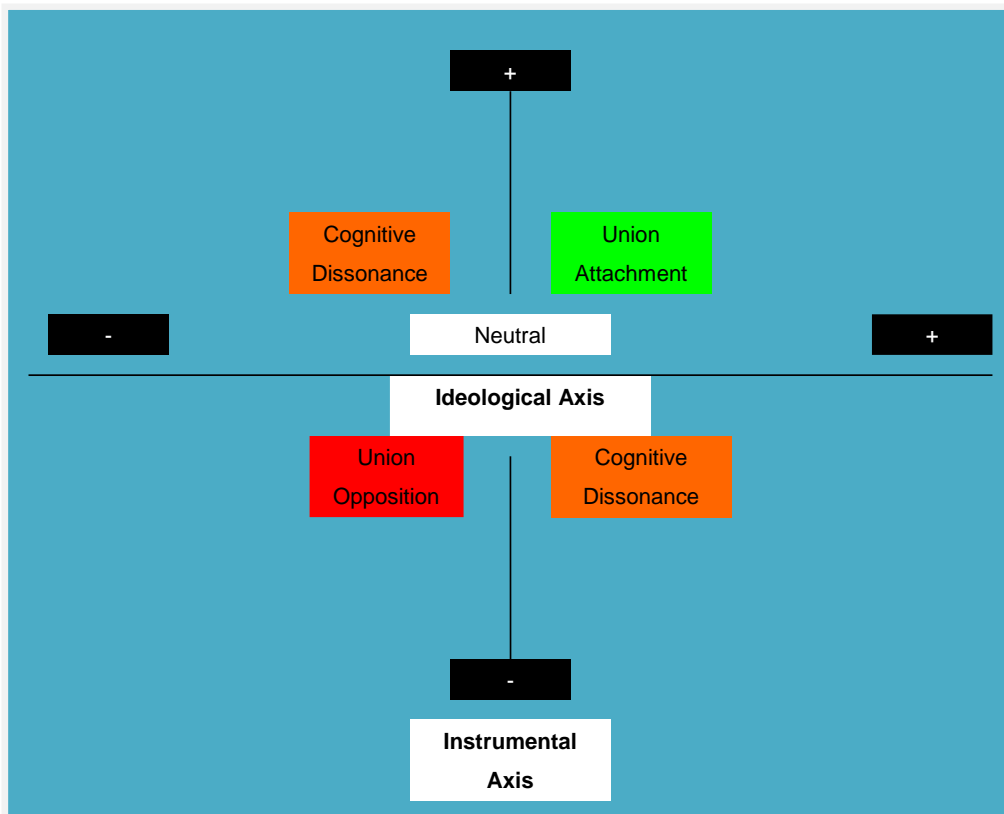 +
Cognitive
Dissonance
Union
Attachment
-
Neutral
+
Ideological Axis
Union
Opposition
Cognitive
Dissonance
-
Instrumental
Axis